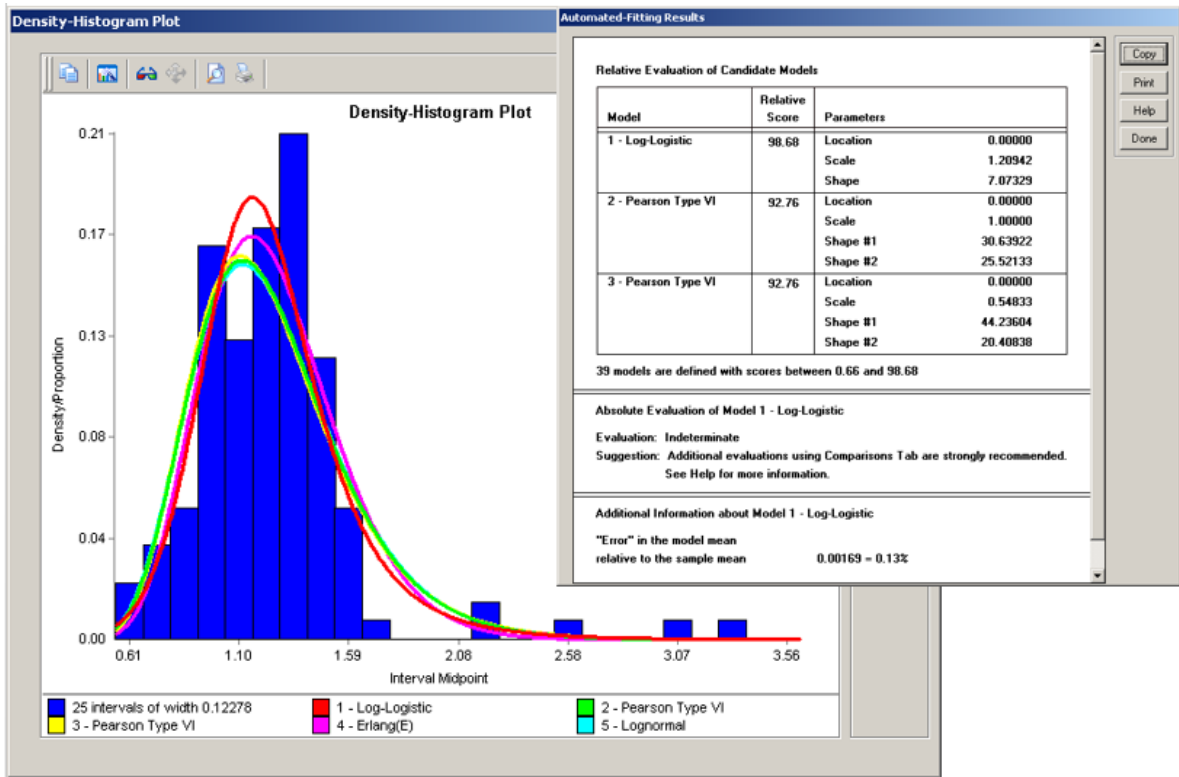 Density-Histogram Plot
Density-Histogram Plot
0.21
0.17
0.13
0.08
0.04
0.00
Density/Proportion
0.61 1.10 1.59 2.08 2.58 3.07 3.56
Interval Midpoint
25 intervals of width 0.12278 1 - Log-Logistic 2 - Pearson Type VI
3 - Pearson Type VI 4 - Erlang(E) 5 - Lognormal
Automated-Fitting Results
Relative Evaluation of Candidate Models
Model Relative Score Parameters
1 - Log-Logistic 98.68 Location 0.00000
Scale 1.20942
Shape 7.07329
2 - Pearson Type VI 92.76 Location 0.00000
Scale 1.00000
Shape #1 30.63922
Shape #2 25.52133
3 - Pearson Type VI 92.76 Location 0.00000
Scale 0.54833
Shape #1 44.23604
Shape #2 20.40838
39 models are defined with scores between 0.66 and 98.68
Absolute Evaluation of Model 1 - Log-Logistic
Evaluation: Indeterminate
Suggestion: Additional evaluations using Comparisons Tab are strongly recommended.
See Help for more information.
Additional Information about Model 1 - Log-Logistic
"Error" in the model mean
relative to the sample mean 0.00169 = 0.13%
Copy
Print
Help
Done